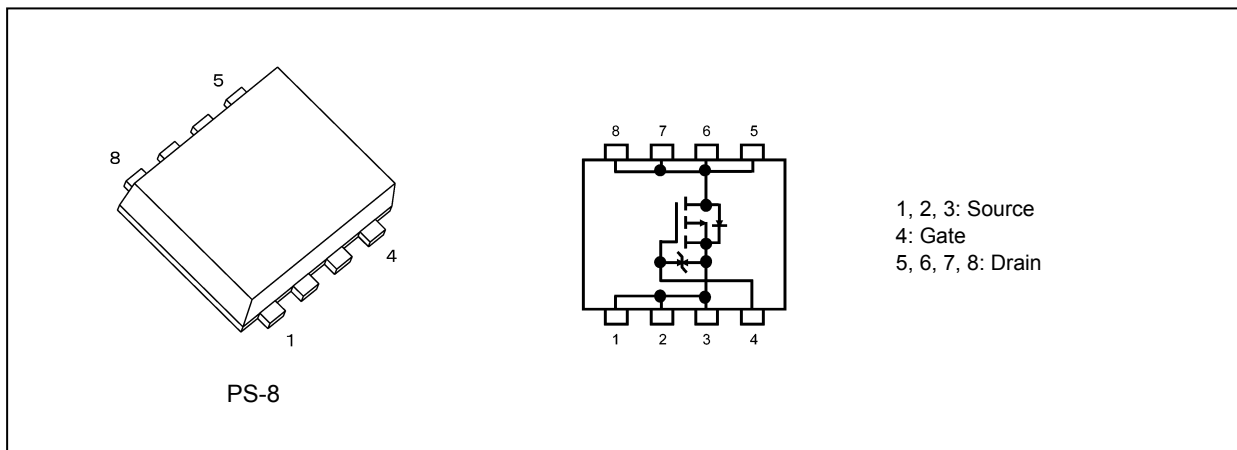 5
8
4
1
PS-8
8 7 6 5
1 2 3 4
1, 2, 3: Source
4: Gate
5, 6, 7, 8: Drain